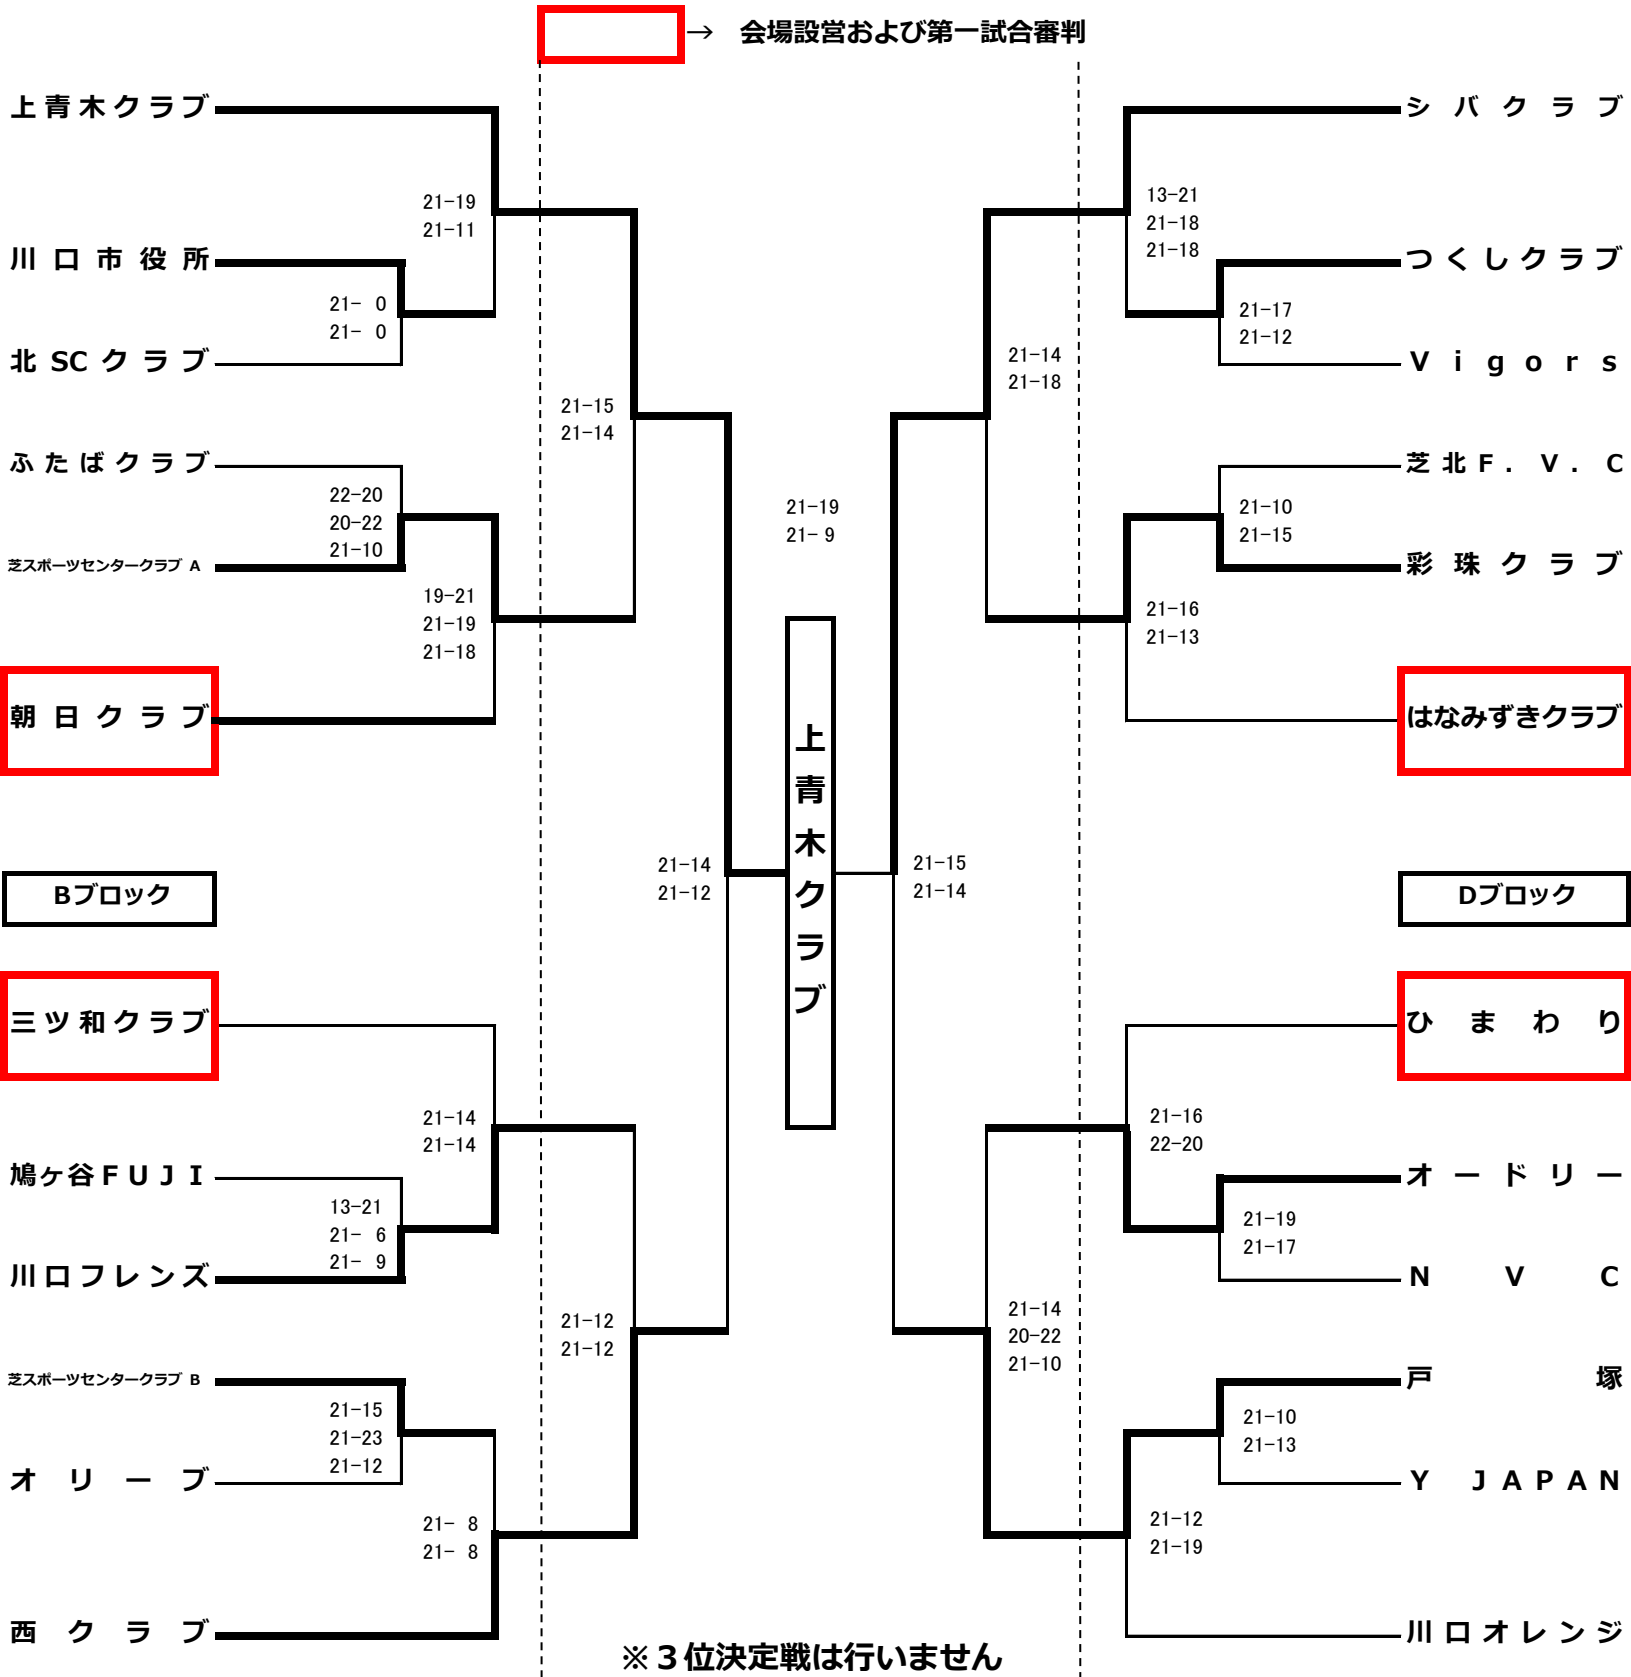 → 会場設営および第一試合審判
上青木クラブ
シバクラブ
21-19
21-11
13-21
21-18
21-18
川口市役所
つくしクラブ
21- 0
21- 0
21-17
21-12
北SCクラブ
Vigors
21-14
21-18
21-15
21-14
ふたばクラブ
芝北F.V.C
22-20
20-22
21-10
21-19
21- 9
21-10
21-15
芝スポーツセンタークラブ A
彩珠クラブ
19-21
21-19
21-18
21-16
21-13
朝日クラブ
はなみずきクラブ
上青木クラブ
21-14
21-12
21-15
21-14
Bブロック
Dブロック
三ツ和クラブ
ひまわり
21-14
21-14
21-16
22-20
鳩ヶ谷FUJI
オードリー
13-21
21- 6
21- 9
21-19
21-17
川口フレンズ
NVC
21-12
21-12
21-14
20-22
21-10
芝スポーツセンタークラブ B
戸塚
21-15
21-23
21-12
21-10
21-13
オリーブ
Y JAPAN
21- 8
21- 8
21-12
21-19
西クラブ
川口オレンジ
※３位決定戦は行いません